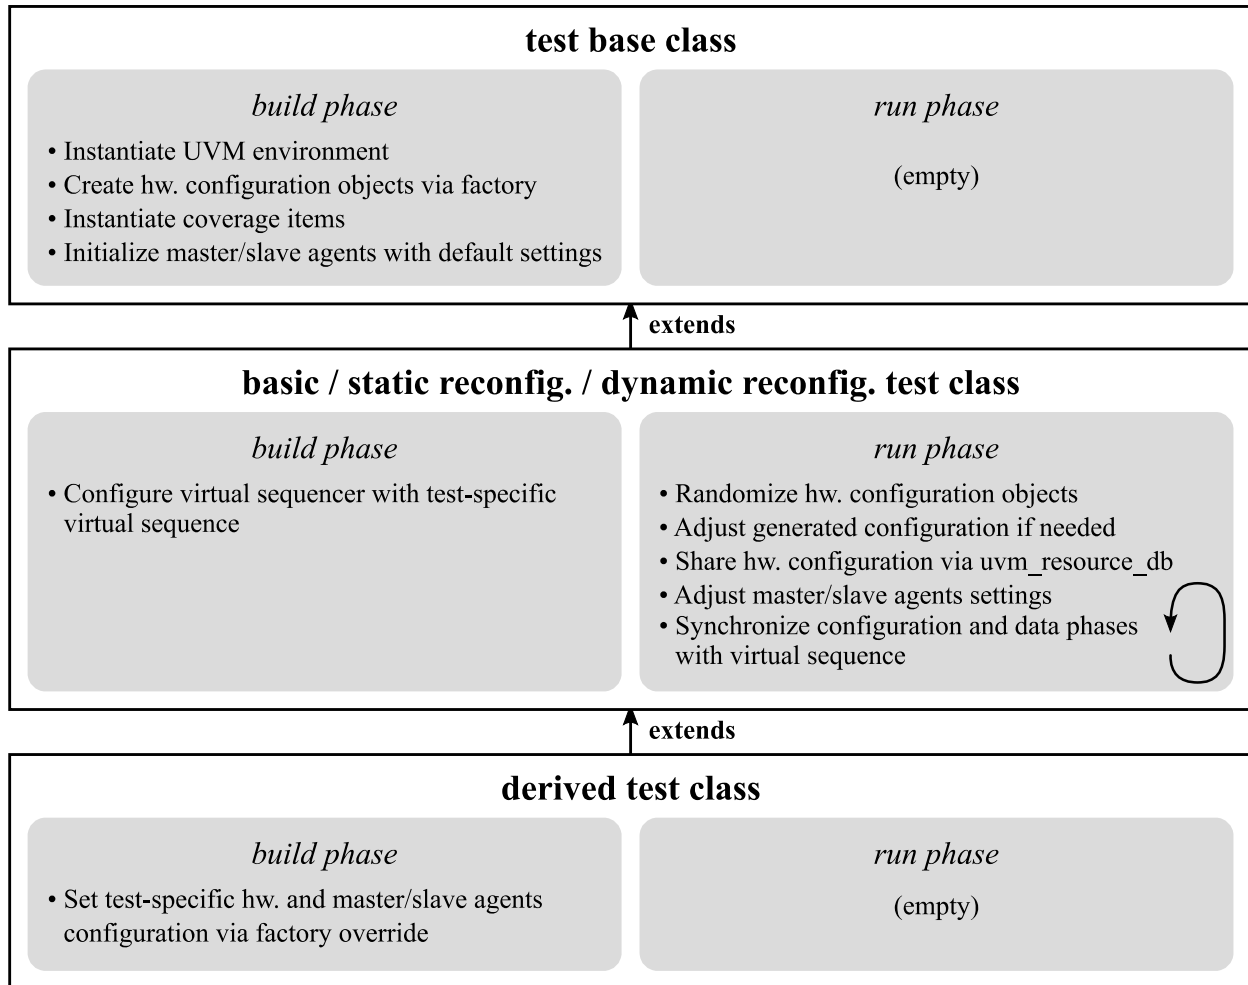 test base class
build phase
• Instantiate UVM environment
• Create hw. configuration objects via factory
• Instantiate coverage items
• Initialize master/slave agents with default settings
run phase
(empty)
extends
basic / static reconfig. / dynamic reconfig. test class
build phase
• Configure virtual sequencer with test-specific
virtual sequence
run phase
• Randomize hw. configuration objects
• Adjust generated configuration if needed
• Share hw. configuration via uvm_resource_db
• Adjust master/slave agents settings
• Synchronize configuration and data phases
with virtual sequence
extends
derived test class
build phase
• Set test-specific hw. and master/slave agents
configuration via factory override
run phase
(empty)